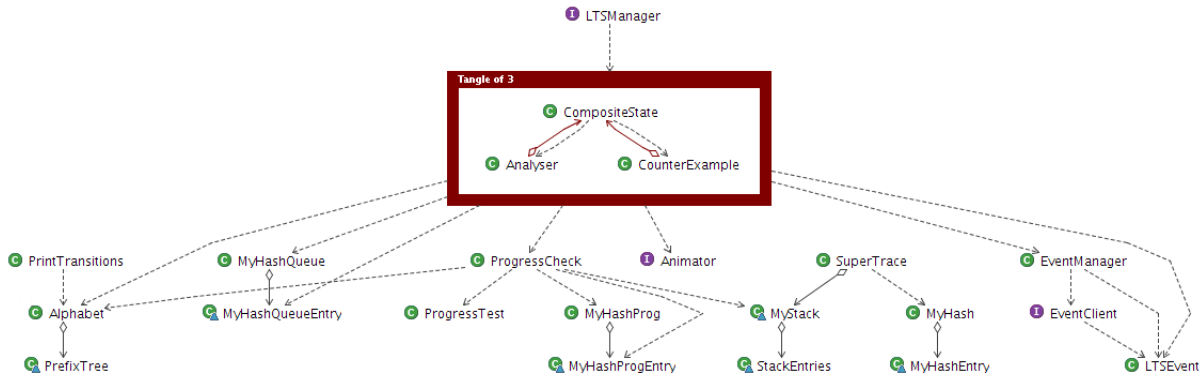 I LTSManager
Tangle of 3
C CompositeState
C Analyser C CounterExample
C PrintTransitions C MyHashQueue C ProgressCheck I Animator C SuperTrace C EventManager
C Alphabet C MyHashQueueEntry C ProgressTest C MyHashProg C MyStack C MyHash I EventClient
C PrefixTree C MyHashProgEntry C StackEntries C MyHashEntry C LTSEvent